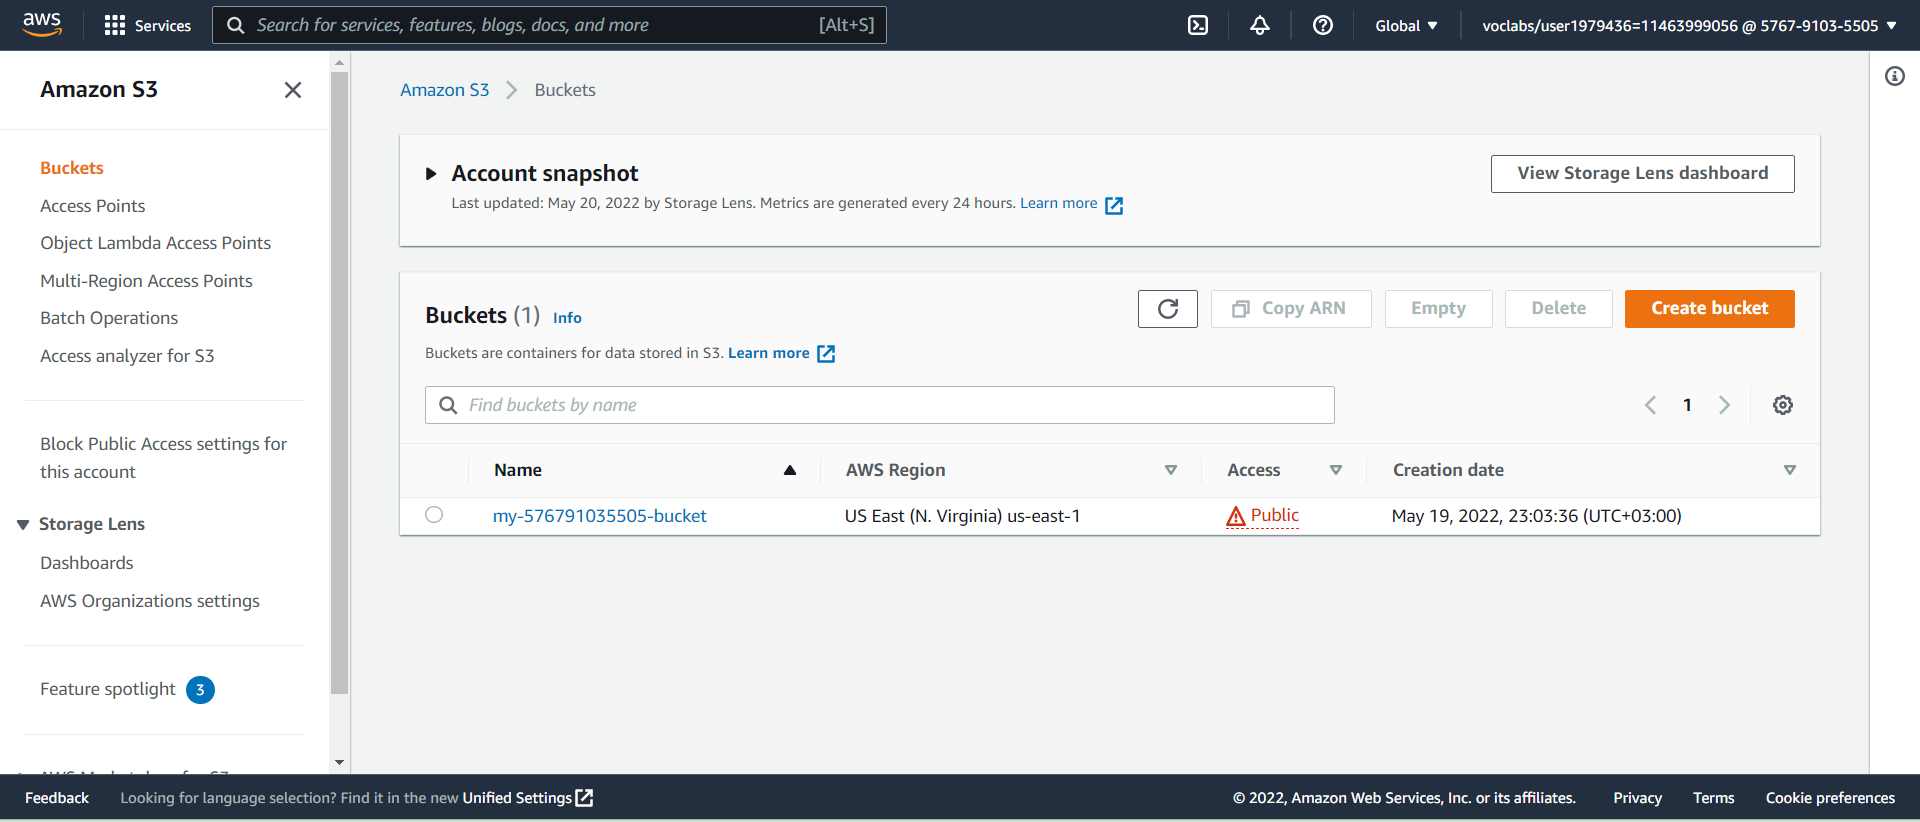 aws
Services
Search for services, features, blogs, docs, and more
[Alt+S]
Global
voclabs/user1979436=11463999056 @ 5767-9103-5505
Amazon S3
Buckets
Access Points
Object Lambda Access Points
Multi-Region Access Points
Batch Operations
Access analyzer for S3
Block Public Access settings for
this account
Storage Lens
Dashboards
AWS Organizations settings
Feature spotlight 3
Amazon S3 > Buckets
Account snapshot
View Storage Lens dashboard
Last updated: May 20, 2022 by Storage Lens. Metrics are generated every 24 hours. Learn more
Buckets (1) Info
Copy ARN
Empty
Delete
Create bucket
Buckets are containers for data stored in S3. Learn more
Find buckets by name
1
Name AWS Region Access Creation date
my-576791035505-bucket US East (N. Virginia) us-east-1 Public May 19, 2022, 23:03:36 (UTC+03:00)
Feedback
Looking for language selection? Find it in the new Unified Settings
© 2022, Amazon Web Services, Inc. or its affiliates.
Privacy
Terms
Cookie preferences